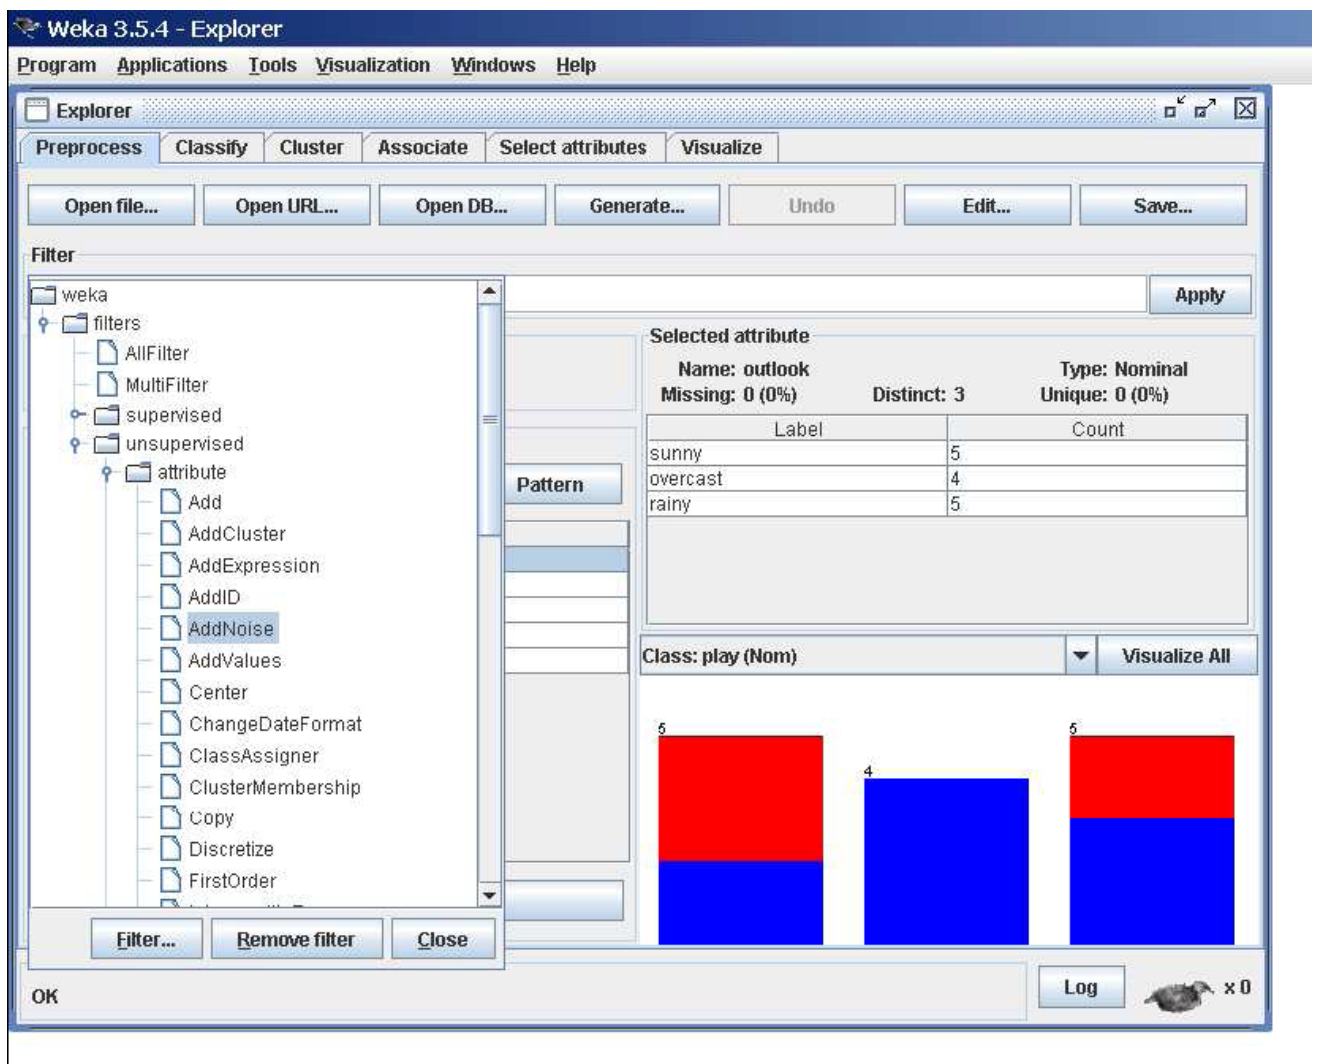 Weka 3.5.4 - Explorer
Program Applications Tools Visualization Windows Help
Explorer
Preprocess Classify Cluster Associate Select attributes Visualize
Open file... Open URL... Open DB... Generate... Undo Edit... Save...
Filter
weka
filters
AllFilter
MultiFilter
supervised
unsupervised
attribute
Add
AddCluster
AddExpression
AddID
AddNoise
AddValues
Center
ChangeDateFormat
ClassAssigner
ClusterMembership
Copy
Discretize
FirstOrder
Filter... Remove filter Close
Apply
Pattern
Selected attribute
Name: outlook Type: Nominal
Missing: 0 (0%) Distinct: 3 Unique: 0 (0%)
Label Count
sunny 5
overcast 4
rainy 5
Class: play (Nom) Visualize All
5 4 5
OK Log x 0